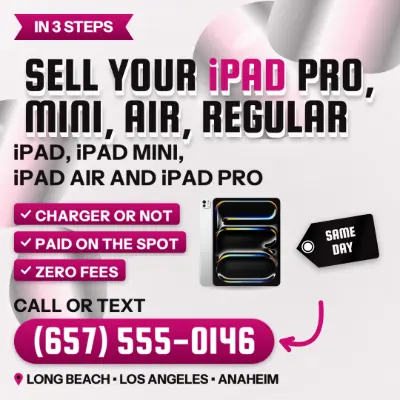 IN 3 STEPS
SELL YOUR iPAD PRO,
MINI, AIR, REGULAR
iPAD, iPAD MINI,
iPAD AIR AND iPAD PRO
CHARGER OR NOT
PAID ON THE SPOT
ZERO FEES
SAME
DAY
CALL OR TEXT
(657) 555-0146
LONG BEACH • LOS ANGELES • ANAHEIM